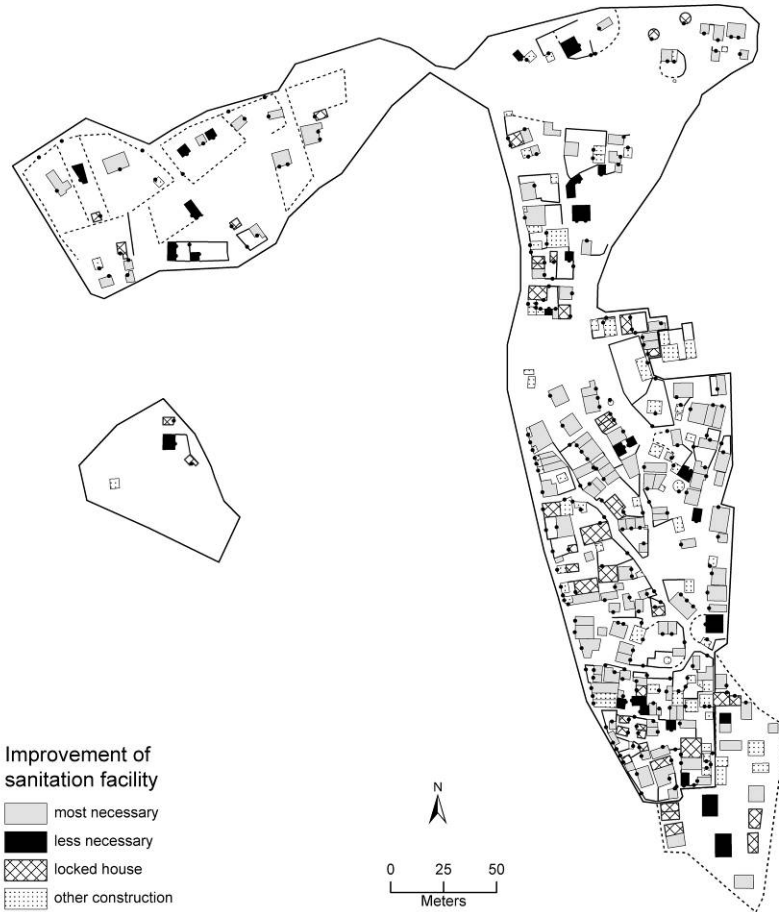 Improvement of
sanitation facility
most necessary
less necessary
locked house
other construction
N
0 25 50
Meters